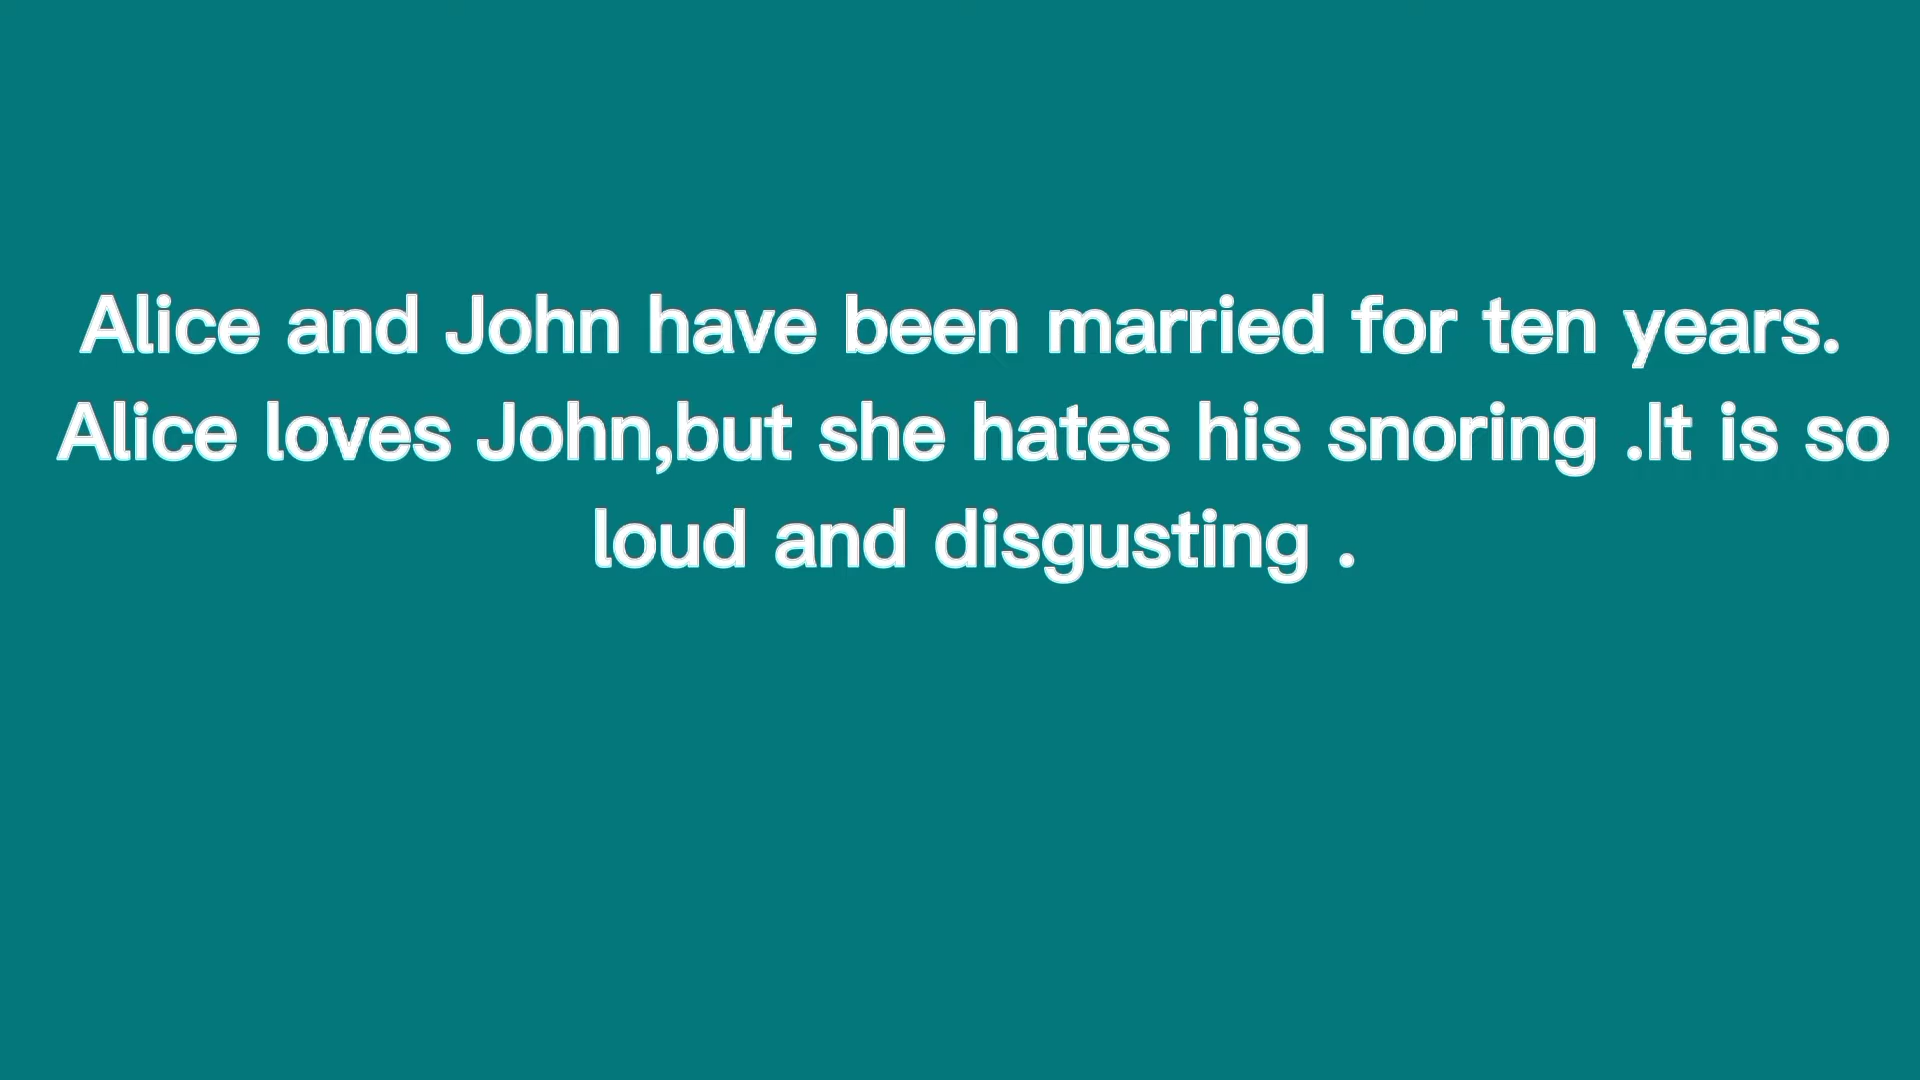 Alice and John have been married for ten years.
Alice loves John,but she hates his snoring .It is so
loud and disgusting .